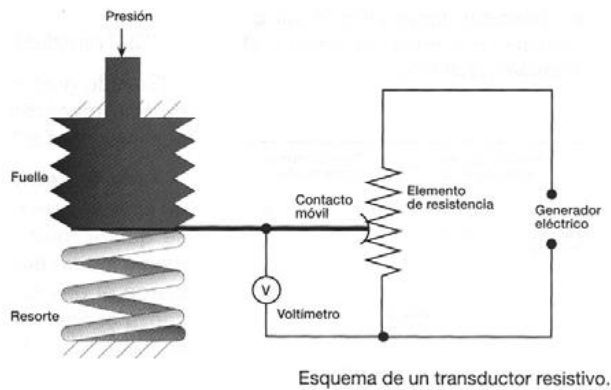 Presión
Fuelle
Contacto
móvil
Elemento
de resistencia
Generador
eléctrico
V
Voltímetro
Resorte
Esquema de un transductor resistivo.